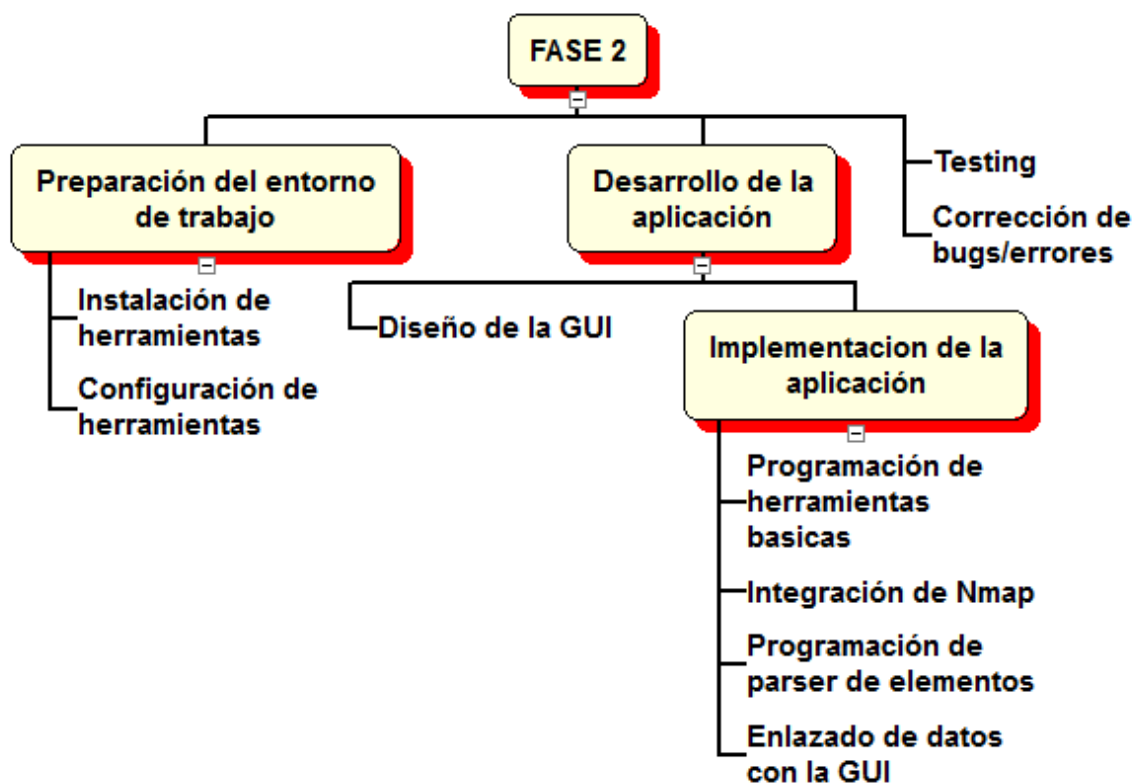 FASE 2
Preparación del entorno
de trabajo
Instalación de
herramientas
Configuración de
herramientas
Desarrollo de la
aplicación
Diseño de la GUI
Implementacion de la
aplicación
Programación de
herramientas
basicas
Integración de Nmap
Programación de
parser de elementos
Enlazado de datos
con la GUI
Testing
Corrección de
bugs/errores